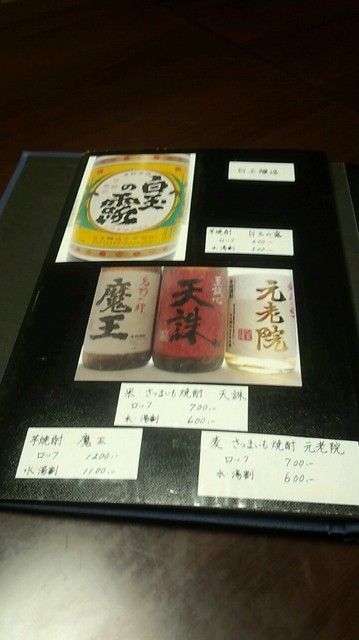 白玉の露
白玉醸造
芋焼酎 白玉の露
ロック 600.-
水 湯割 500.-
魔王
天誅
元老院
米 さつまいも焼酎 天誅
ロック 700.-
水 湯割 600.-
芋焼酎 魔王
ロック 1200.-
水 湯割 1100.-
麦 さつまいも焼酎 元老院
ロック 700.-
水 湯割 600.-